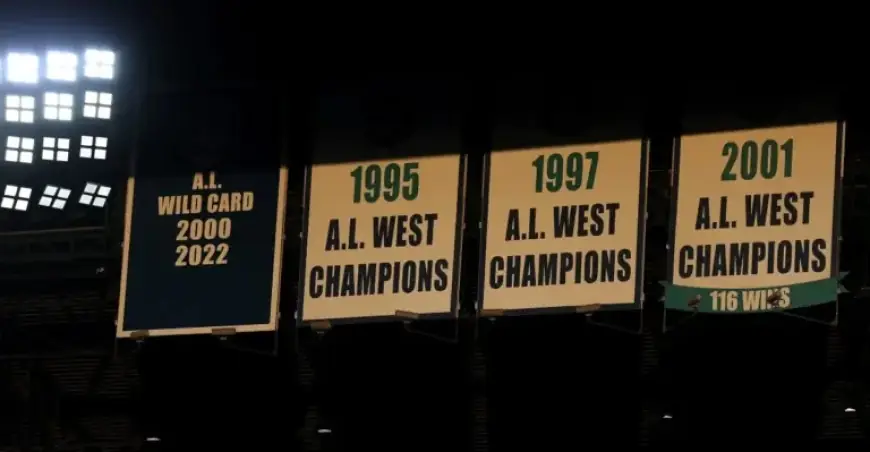 A.L.
WILD CARD
2000
2022
1995
A.L. WEST
CHAMPIONS
1997
A.L. WEST
CHAMPIONS
2001
A.L. WEST
CHAMPIONS
116 WINS